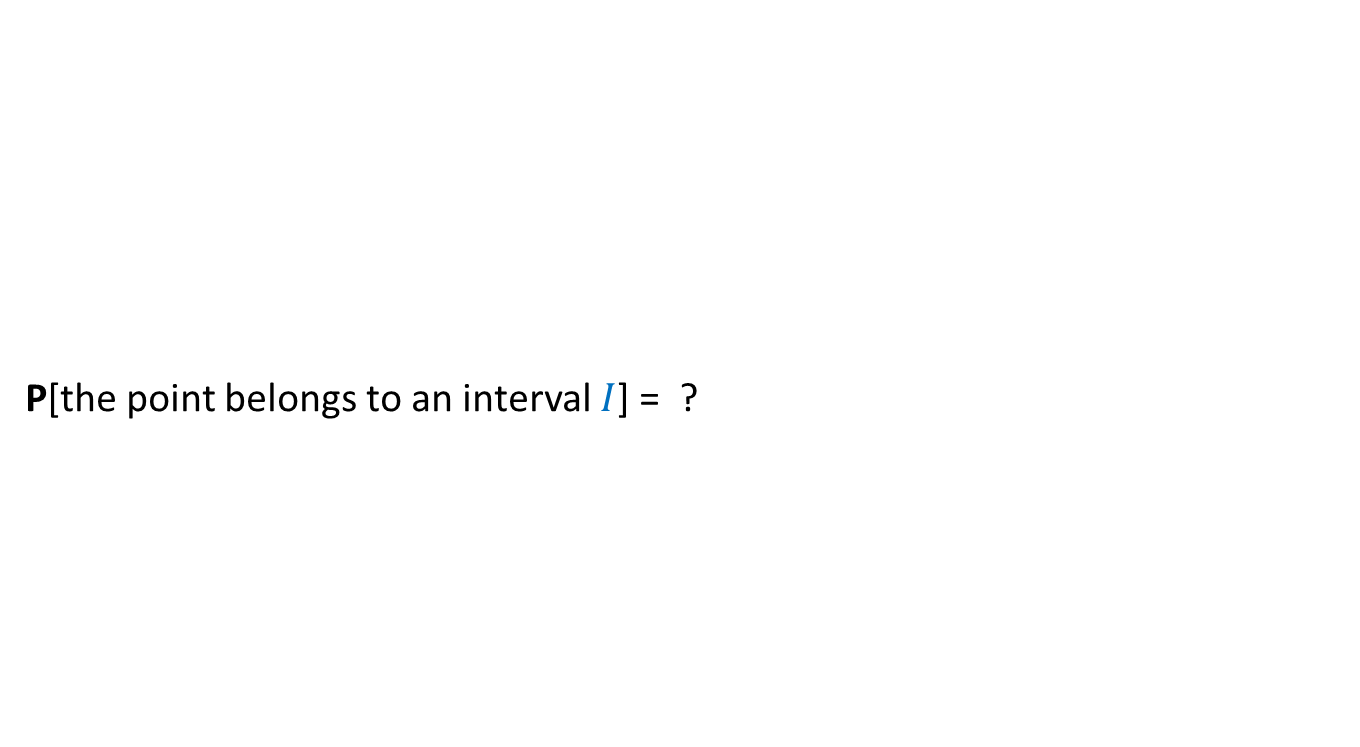 P[the point belongs to an interval I] = ?